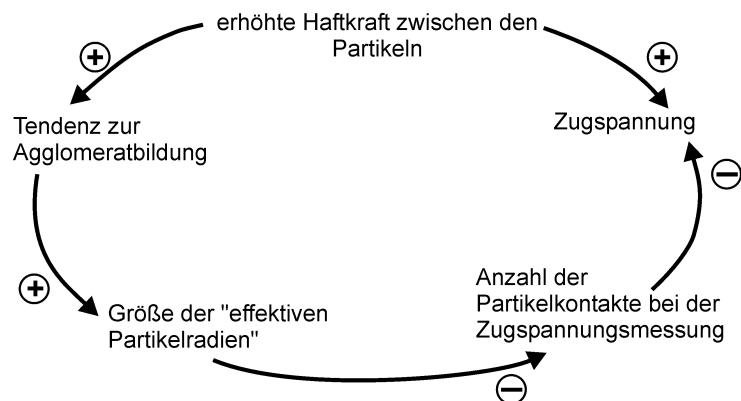 erhöhte Haftkraft zwischen den
Partikeln
+
+
Tendenz zur
Agglomeratbildung
Zugspannung
−
+
Größe der "effektiven
Partikelradien"
Anzahl der
Partikelkontakte bei der
Zugspannungsmessung
−